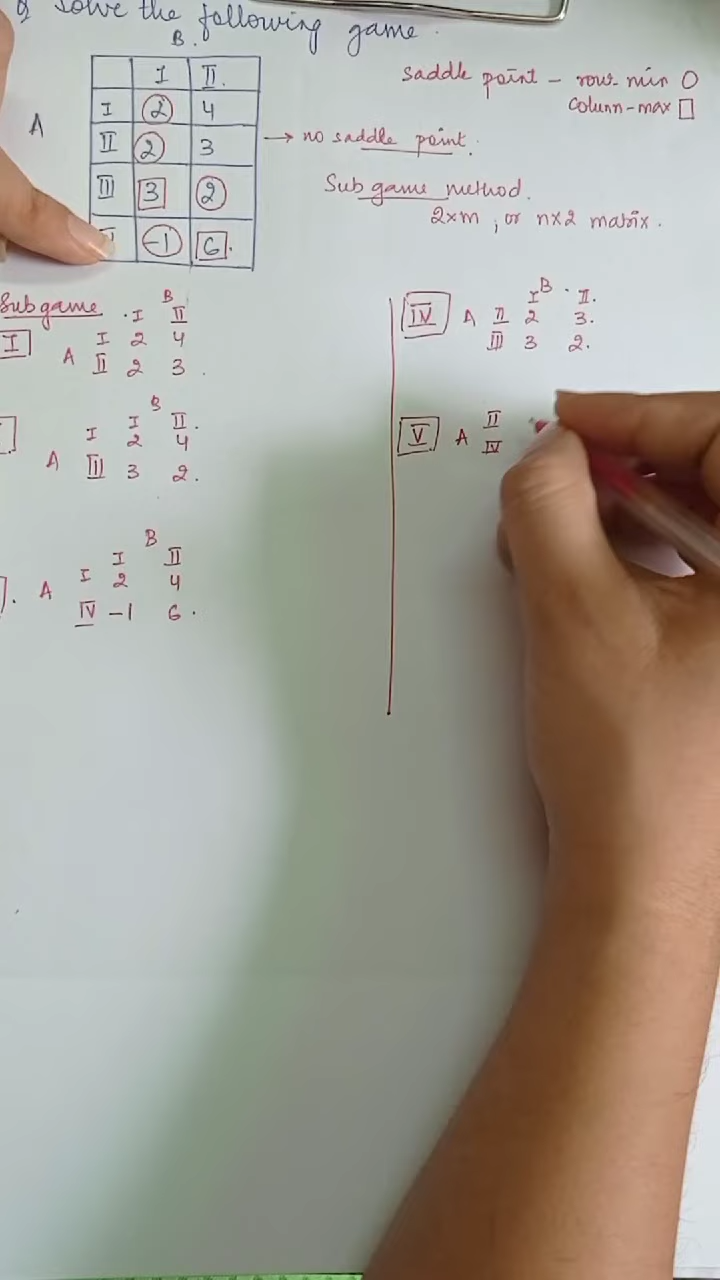 Q Solve the following game.
B.
I II.
A
I 2 4
II 2 3
III 3 2
-1 6.
Saddle point - row-min O
column-max □
→ no saddle point.
Sub game method.
2×m, or n×2 matrix.
Subgame
B
I II
I 2 4
A II 2 3.
I
B
I II.
I 2 4
A III 3 2.
B
I II
A I 2 4
IV -1 6.
IV
B.
I II.
A II 2 3.
III 3 2.
V A II
IV